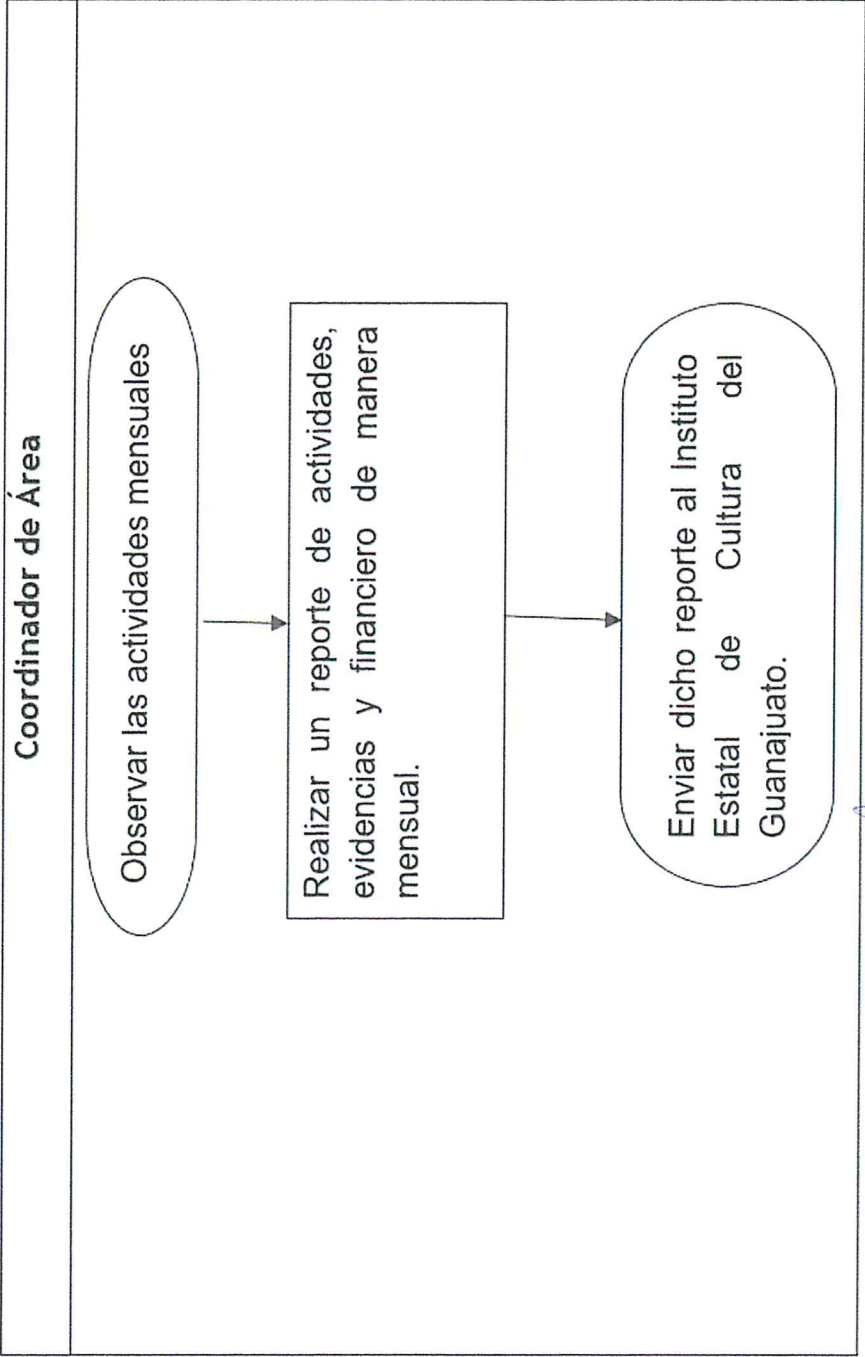 Coordinador de Área
Observar las actividades mensuales
Realizar un reporte de actividades,
evidencias y financiero de manera
mensual.
Enviar dicho reporte al Instituto
Estatal de Cultura del
Guanajuato.